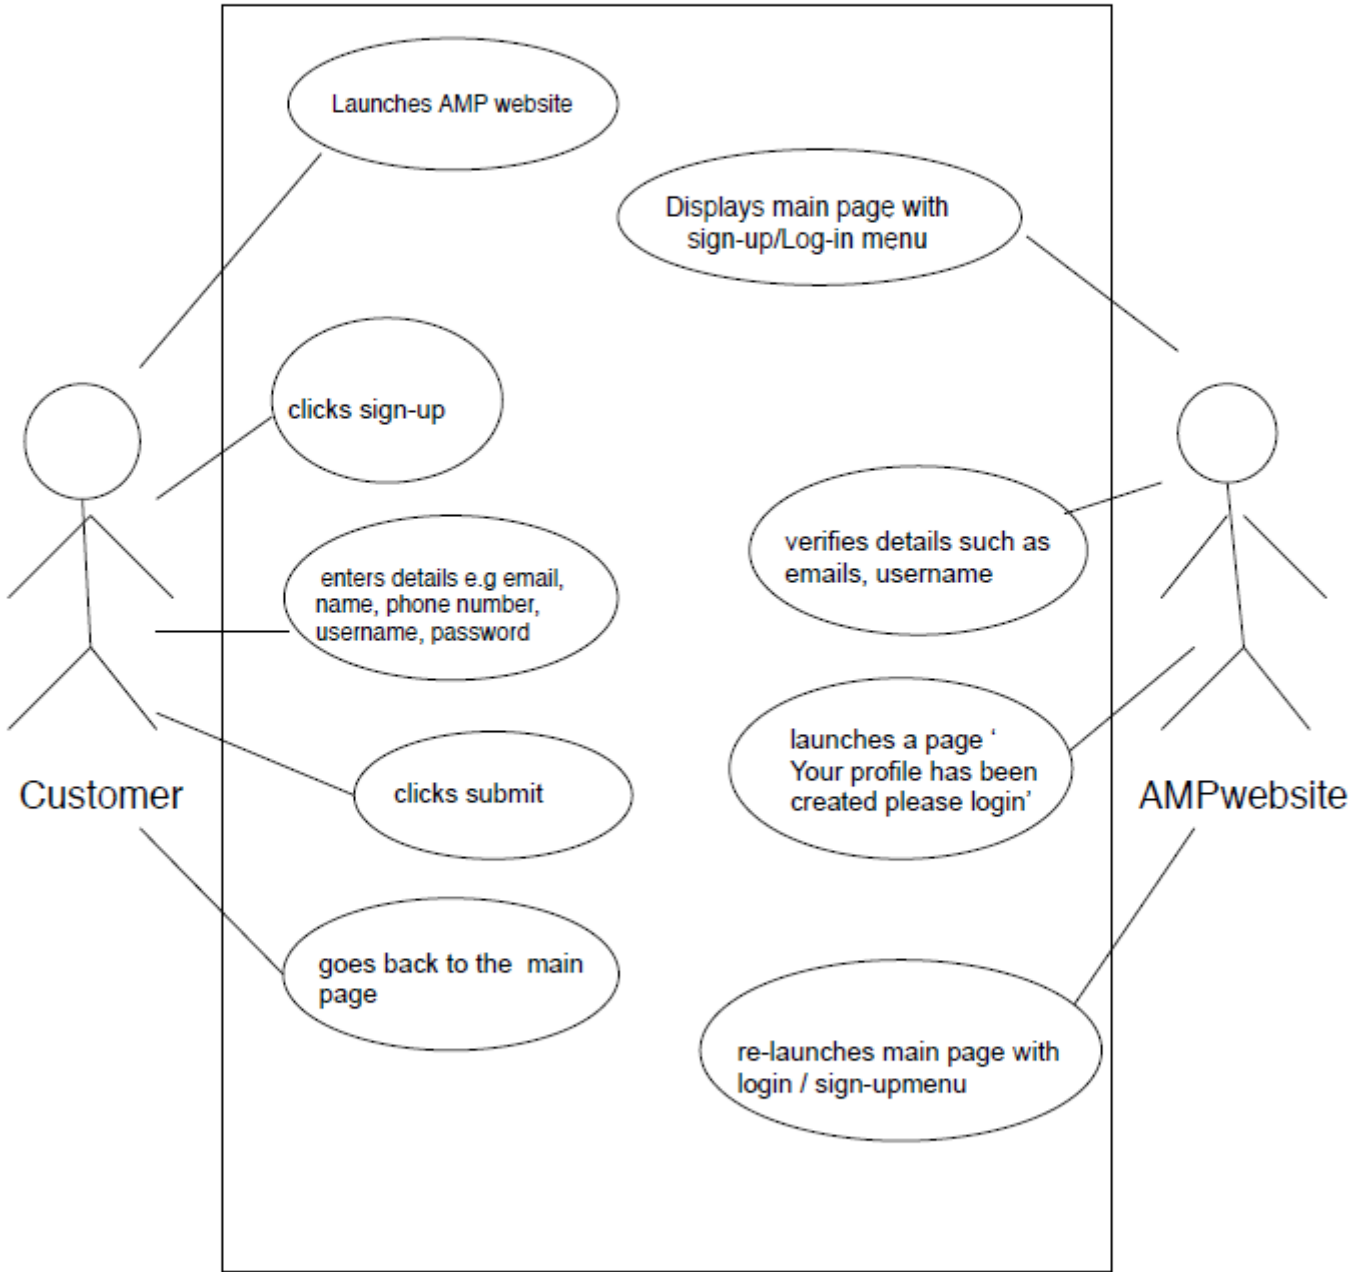 Launches AMP website
Displays main page with
sign-up/Log-in menu
clicks sign-up
verifies details such as
emails, username
enters details e.g email,
name, phone number,
username, password
launches a page ‘
Your profile has been
created please login’
clicks submit
Customer
AMPwebsite
goes back to the  main
page
re-launches main page with
login / sign-upmenu